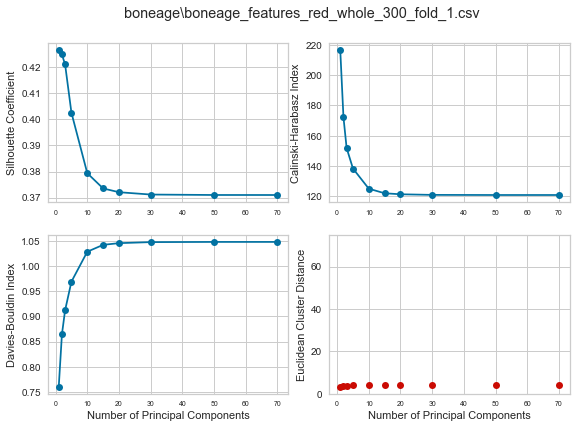 boneage\boneage_features_red_whole_300_fold_1.csv
Silhouette Coefficient
0.42
0.41
0.40
0.39
0.38
0.37
0 10 20 30 40 50 60 70
Calinski-Harabasz Index
220
200
180
160
140
120
0 10 20 30 40 50 60 70
Davies-Bouldin Index
1.05
1.00
0.95
0.90
0.85
0.80
0.75
0 10 20 30 40 50 60 70
Number of Principal Components
Euclidean Cluster Distance
60
40
20
0
0 10 20 30 40 50 60 70
Number of Principal Components